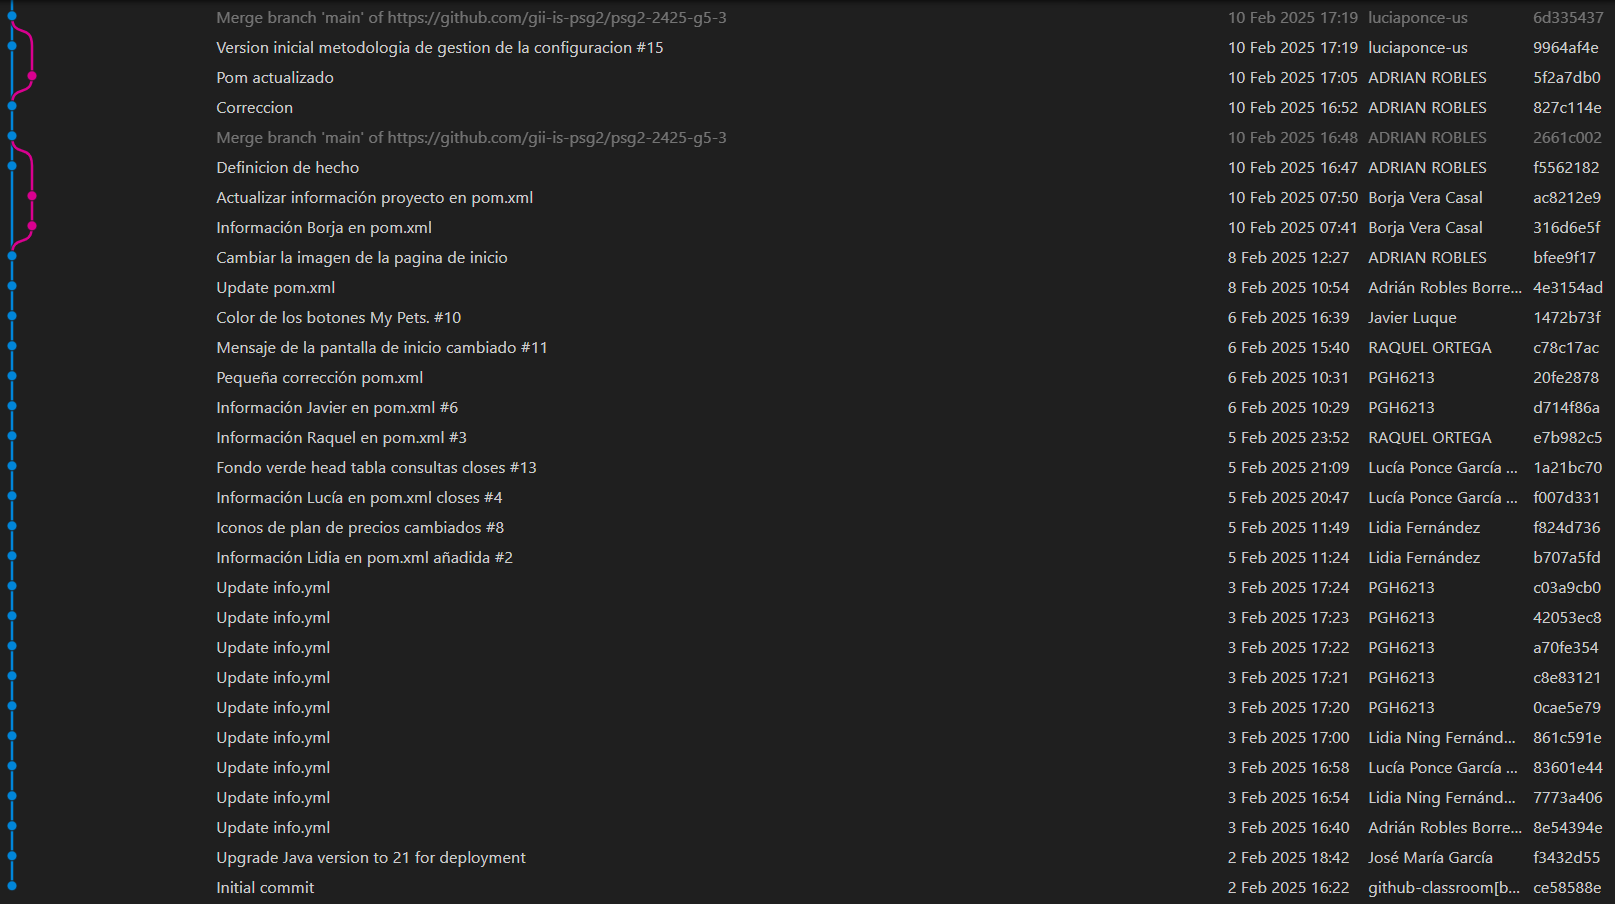 Merge branch 'main' of https://github.com/gii-is-psg2/psg2-2425-g5-3 10 Feb 2025 17:19 luciaponce-us 6d335437
Version inicial metodologia de gestion de la configuracion #15 10 Feb 2025 17:19 luciaponce-us 9964af4e
Pom actualizado 10 Feb 2025 17:05 ADRIAN ROBLES 5f2a7db0
Correccion 10 Feb 2025 16:52 ADRIAN ROBLES 827c114e
Merge branch 'main' of https://github.com/gii-is-psg2/psg2-2425-g5-3 10 Feb 2025 16:48 ADRIAN ROBLES 2661c002
Definicion de hecho 10 Feb 2025 16:47 ADRIAN ROBLES f5562182
Actualizar información proyecto en pom.xml 10 Feb 2025 07:50 Borja Vera Casal ac8212e9
Información Borja en pom.xml 10 Feb 2025 07:41 Borja Vera Casal 316d6e5f
Cambiar la imagen de la pagina de inicio 8 Feb 2025 12:27 ADRIAN ROBLES bfee9f17
Update pom.xml 8 Feb 2025 10:54 Adrián Robles Borre... 4e3154ad
Color de los botones My Pets. #10 6 Feb 2025 16:39 Javier Luque 1472b73f
Mensaje de la pantalla de inicio cambiado #11 6 Feb 2025 15:40 RAQUEL ORTEGA c78c17ac
Pequeña corrección pom.xml 6 Feb 2025 10:31 PGH6213 20fe2878
Información Javier en pom.xml #6 6 Feb 2025 10:29 PGH6213 d714f86a
Información Raquel en pom.xml #3 5 Feb 2025 23:52 RAQUEL ORTEGA e7b982c5
Fondo verde head tabla consultas closes #13 5 Feb 2025 21:09 Lucía Ponce García ... 1a21bc70
Información Lucía en pom.xml closes #4 5 Feb 2025 20:47 Lucía Ponce García ... f007d331
Iconos de plan de precios cambiados #8 5 Feb 2025 11:49 Lidia Fernández f824d736
Información Lidia en pom.xml añadida #2 5 Feb 2025 11:24 Lidia Fernández b707a5fd
Update info.yml 3 Feb 2025 17:24 PGH6213 c03a9cb0
Update info.yml 3 Feb 2025 17:23 PGH6213 42053ec8
Update info.yml 3 Feb 2025 17:22 PGH6213 a70fe354
Update info.yml 3 Feb 2025 17:21 PGH6213 c8e83121
Update info.yml 3 Feb 2025 17:20 PGH6213 0cae5e79
Update info.yml 3 Feb 2025 17:00 Lidia Ning Fernánd... 861c591e
Update info.yml 3 Feb 2025 16:58 Lucía Ponce García ... 83601e44
Update info.yml 3 Feb 2025 16:54 Lidia Ning Fernánd... 7773a406
Update info.yml 3 Feb 2025 16:40 Adrián Robles Borre... 8e54394e
Upgrade Java version to 21 for deployment 2 Feb 2025 18:42 José María García f3432d55
Initial commit 2 Feb 2025 16:22 github-classroom[b... ce58588e